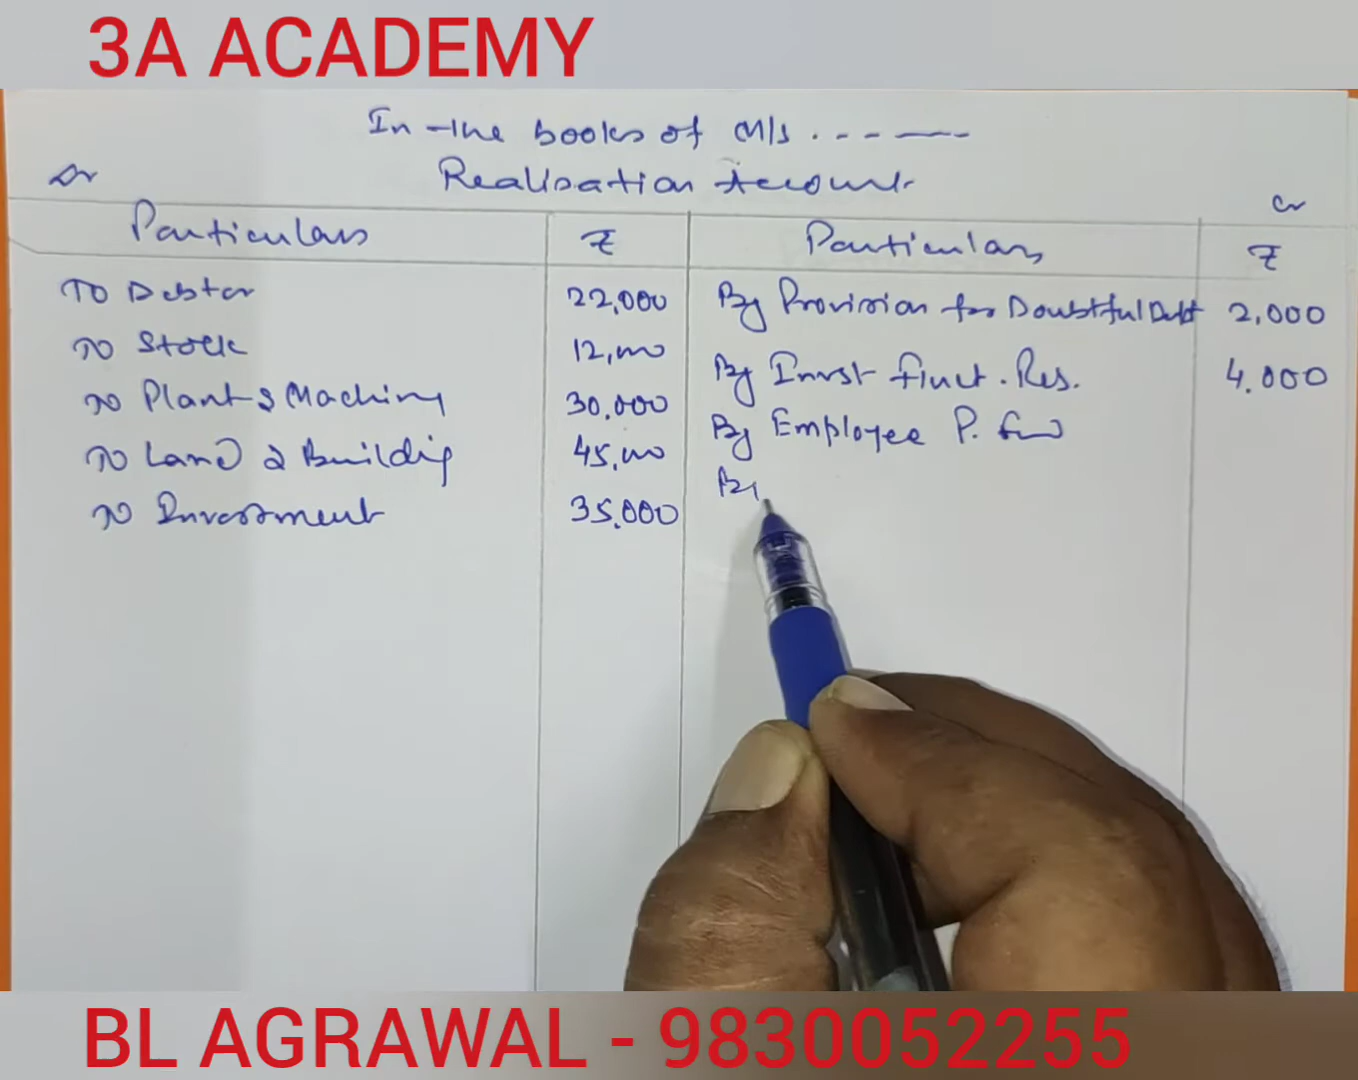 3A ACADEMY
In the books of M/s . - - —
Realisation Account
Dr
Cr
Particulars ₹ Particulars ₹
To Debtor 22,000 By Provision for Doubtful Debt 2,000
To Stock 12,000 By Invst fluct. Res. 4,000
To Plant & Machinery 30,000 By Employee P. Fund
To Land & Building 45,000 By
To Investment 35,000
BL AGRAWAL - 9830052255